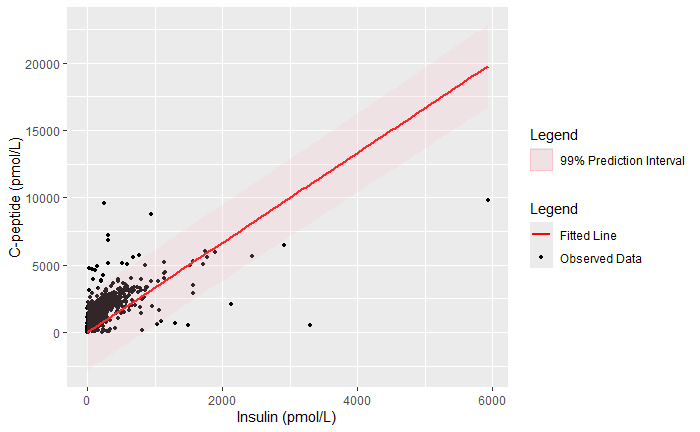 20000
15000
10000
5000
0
C-peptide (pmol/L)
0
2000
4000
6000
Insulin (pmol/L)
Legend
99% Prediction Interval
Legend
Fitted Line
Observed Data